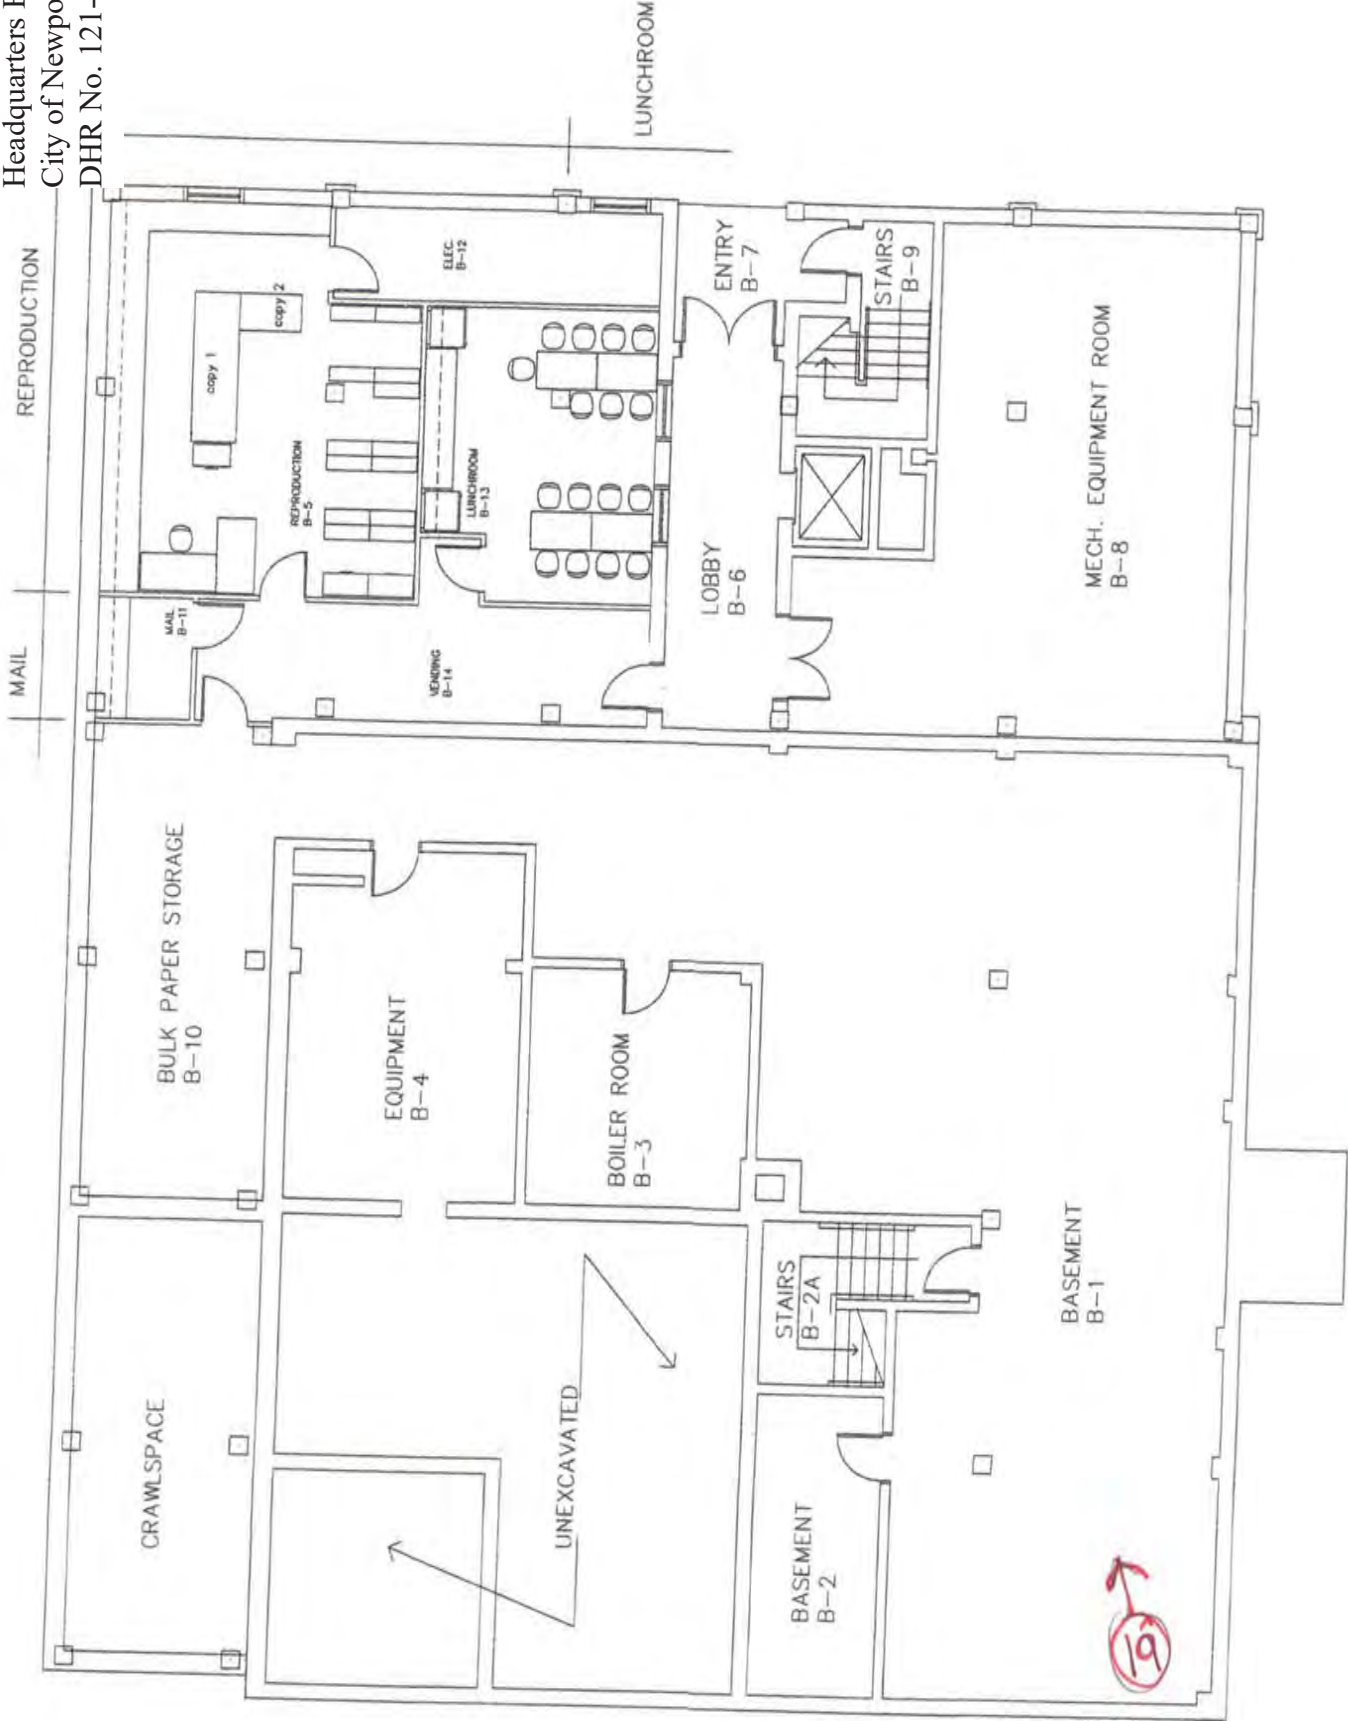 Headquarters
City of Newpo
DHR No. 121-
REPRODUCTION
MAIL
LUNCHROOM
copy 1
copy 2
REPRODUCTION
B-5
ELEC.
B-12
LUNCHROOM
B-13
MAIL
B-11
VENDING
B-14
ENTRY
B-7
STAIRS
B-9
LOBBY
B-6
MECH. EQUIPMENT ROOM
B-8
BULK PAPER STORAGE
B-10
EQUIPMENT
B-4
BOILER ROOM
B-3
STAIRS
B-2A
BASEMENT
B-1
CRAWLSPACE
UNEXCAVATED
BASEMENT
B-2
19